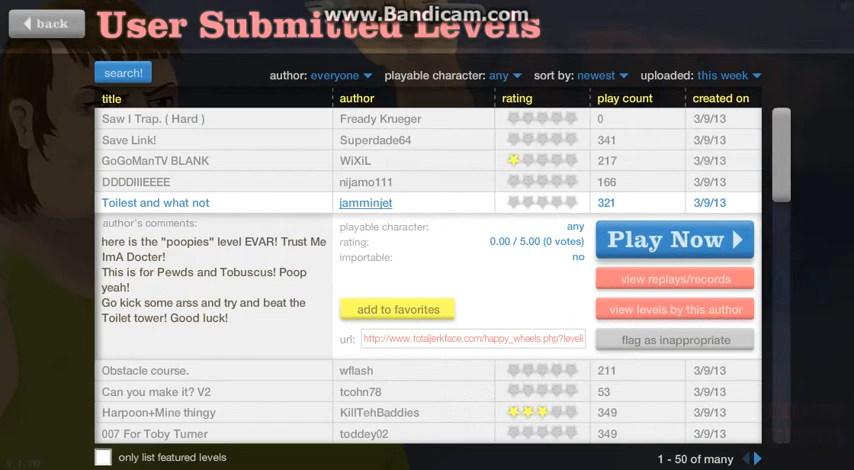 www.Bandicam.com
back
User Submitted Levels
search!
author: everyone playable character: any sort by: newest uploaded: this week
title author rating play count created on
Saw I Trap. ( Hard ) Fready Krueger 0 3/9/13
Save Link! Superdade64 341 3/9/13
GoGoManTV BLANK WiXiL 217 3/9/13
DDDDIIIEEEE nijamo111 166 3/9/13
Toilest and what not jamminjet 321 3/9/13
author's comments:
here is the "poopies" level EVAR! Trust Me
ImA Docter!
This is for Pewds and Tobuscus! Poop
yeah!
Go kick some arss and try and beat the
Toilet tower! Good luck!
playable character: any
rating: 0.00 / 5.00 (0 votes)
importable: no
add to favorites
url: http://www.totaljerkface.com/happy_wheels.php?leveli
Play Now
view replays/records
view levels by this author
flag as inappropriate
Obstacle course. wflash 211 3/9/13
Can you make it? V2 tcohn78 53 3/9/13
Harpoon+Mine thingy KillTehBaddies 349 3/9/13
007 For Toby Turner toddey02 349 3/9/13
only list featured levels
1 - 50 of many